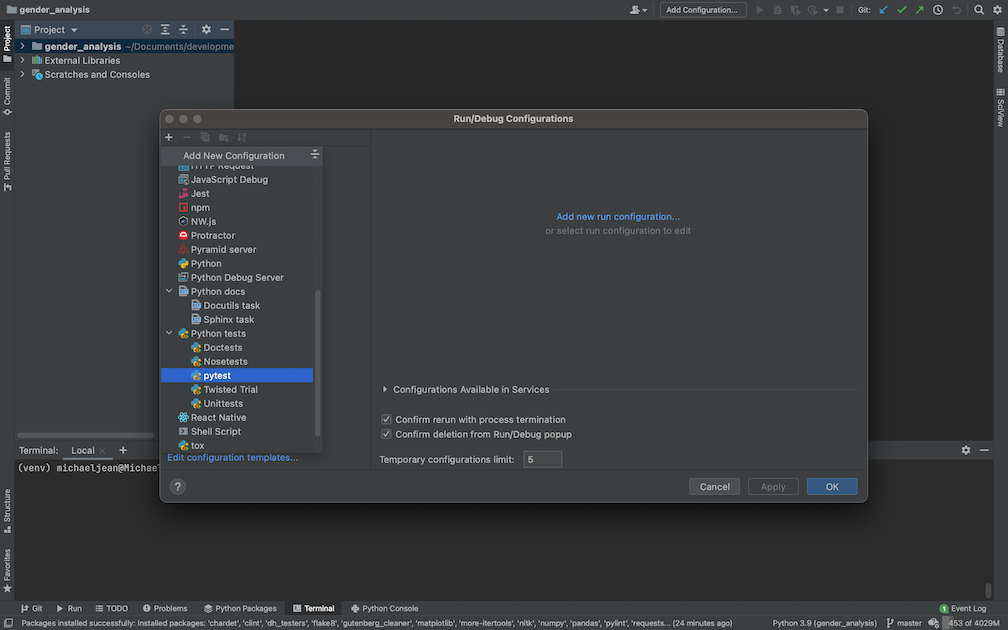 gender_analysis
Add Configuration...
Git:
Project
Project
gender_analysis ~/Documents/developme
External Libraries
Scratches and Consoles
Commit
Pull Requests
Structure
Favorites
Database
SciView
Run/Debug Configurations
Add New Configuration
HTTP Request
JavaScript Debug
Jest
npm
NW.js
Protractor
Pyramid server
Python
Python Debug Server
Python docs
Docutils task
Sphinx task
Python tests
Doctests
Nosetests
pytest
Twisted Trial
Unittests
React Native
Shell Script
tox
Edit configuration templates...
Add new run configuration...
or select run configuration to edit
Configurations Available in Services
Confirm rerun with process termination
Confirm deletion from Run/Debug popup
Temporary configurations limit: 5
?
Cancel
Apply
OK
Terminal: Local × +
(venv) michaeljean@Michael
Git
Run
TODO
Problems
Python Packages
Terminal
Python Console
1 Event Log
Packages installed successfully: Installed packages: 'chardet', 'clint', 'dh_testers', 'flake8', 'gutenberg_cleaner', 'matplotlib', 'more-itertools', 'nltk', 'numpy', 'pandas', 'pylint', 'requests... (24 minutes ago)
Python 3.9 (gender_analysis)
master
453 of 4029M